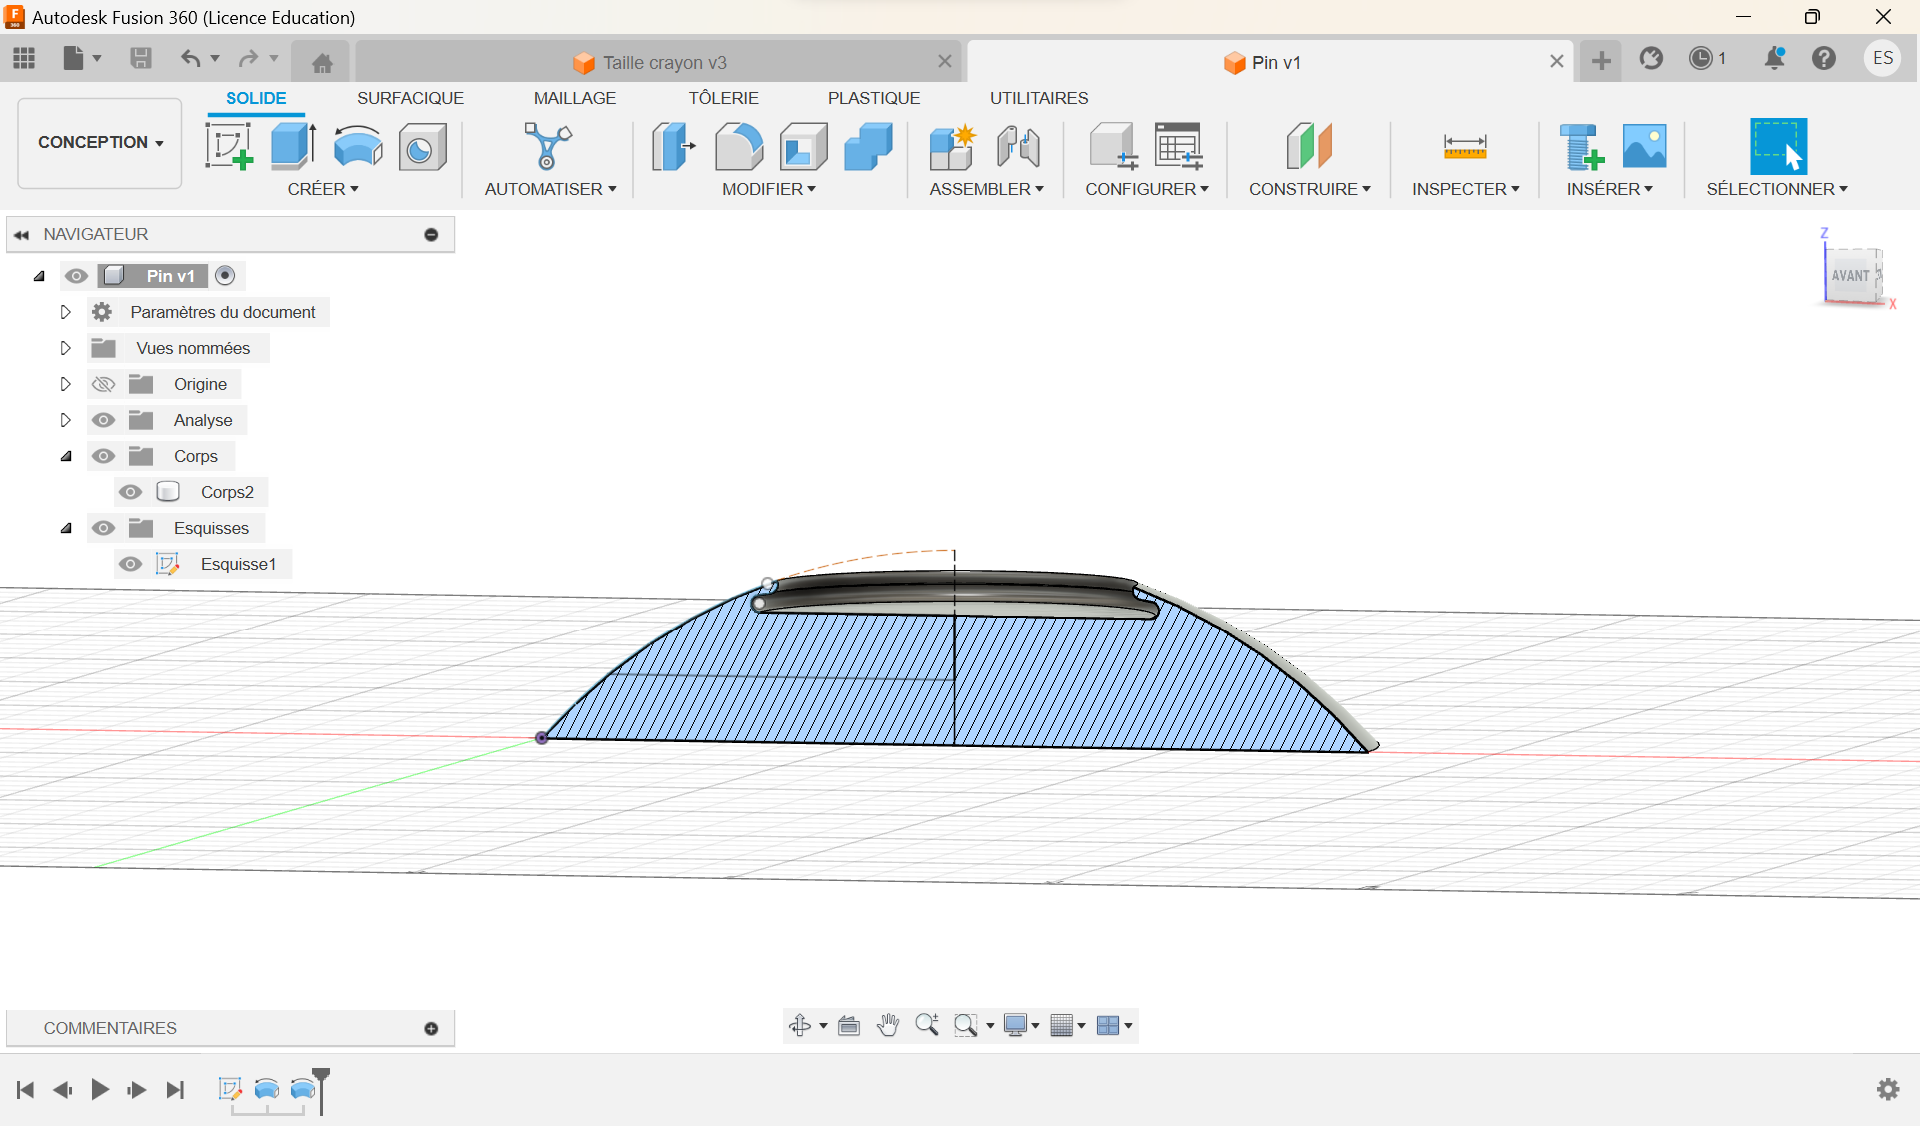 Autodesk Fusion 360 (Licence Education)
Taille crayon v3
Pin v1
1
ES
SOLIDE SURFACIQUE MAILLAGE TÔLERIE PLASTIQUE UTILITAIRES
CONCEPTION
CRÉER AUTOMATISER MODIFIER ASSEMBLER CONFIGURER CONSTRUIRE INSPECTER INSÉRER SÉLECTIONNER
NAVIGATEUR
Pin v1
Paramètres du document
Vues nommées
Origine
Analyse
Corps
Corps2
Esquisses
Esquisse1
Z
AVANT
X
COMMENTAIRES